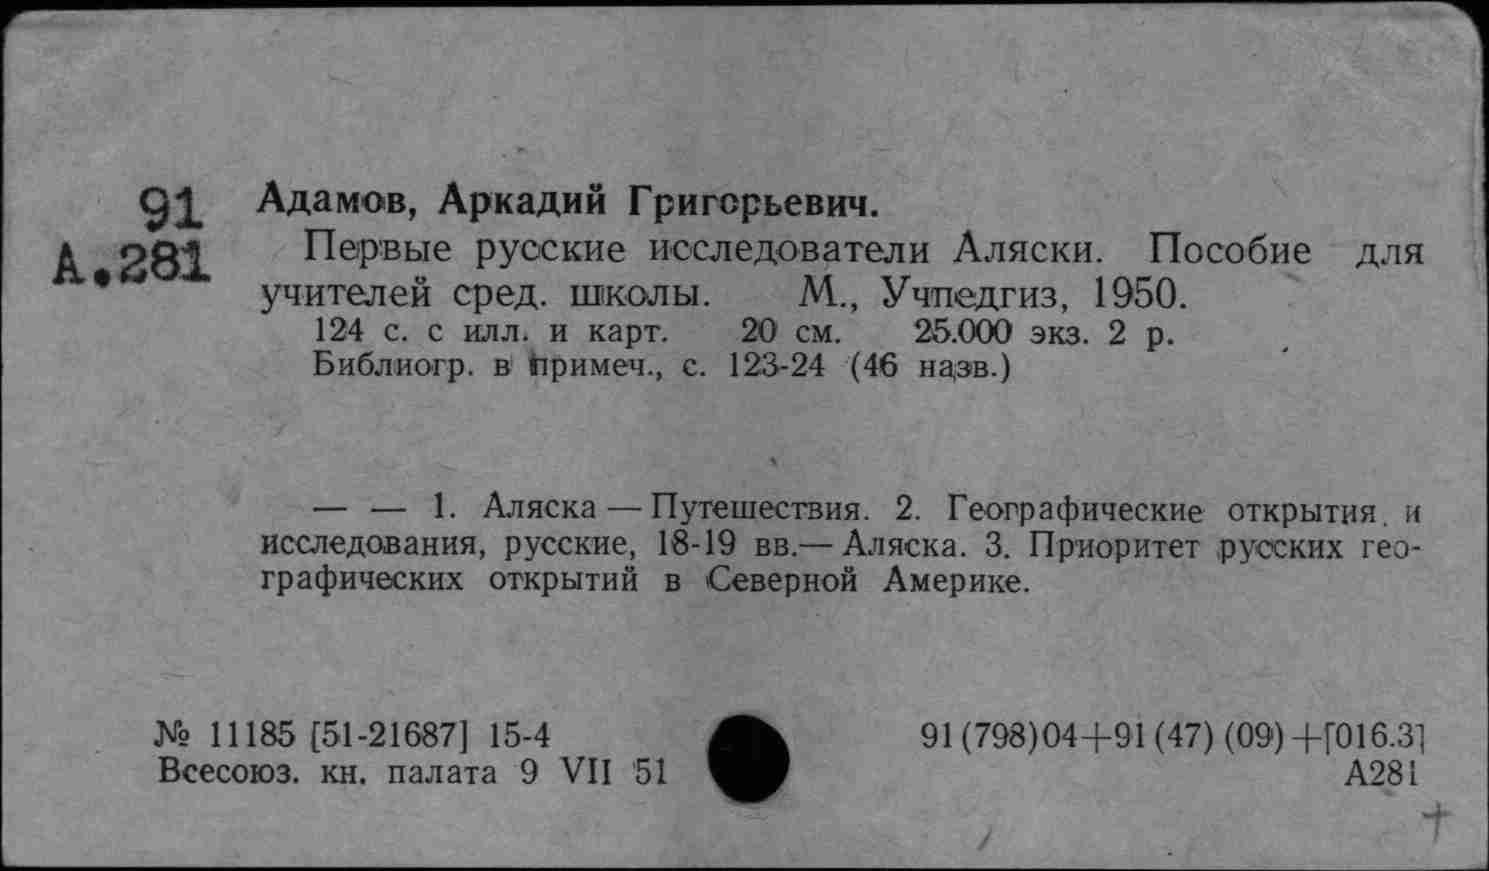 91 Адамов, Аркадий Григорьевич.
А.281 Первые русские исследователи Аляски. Пособие для
учителей сред. школы. М., Учпедгиз, 1950.
124 с. с илл. и карт. 20 см. 25.000 экз. 2 р.
Библиогр. в примеч., с. 123-24 (46 назв.)
— — 1. Аляска — Путешествия. 2. Географические открытия и
исследования, русские, 18-19 вв.— Аляска. 3. Приоритет русских гео-
графических открытий в Северной Америке.
№ 11185 [51-21687] 15-4 91(798)04+91(47)(09)+[016.3]
Всесоюз. кн. палата 9 VII 51 А281